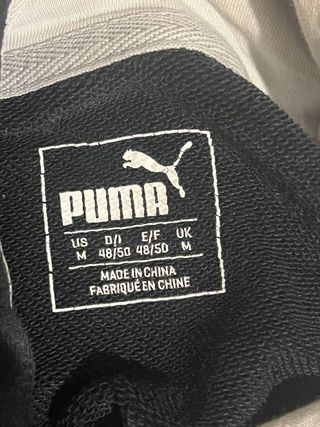 PUMA
US D/I E/F UK
M 48/50 48/50 M
MADE IN CHINA
FABRIQUÉ EN CHINE